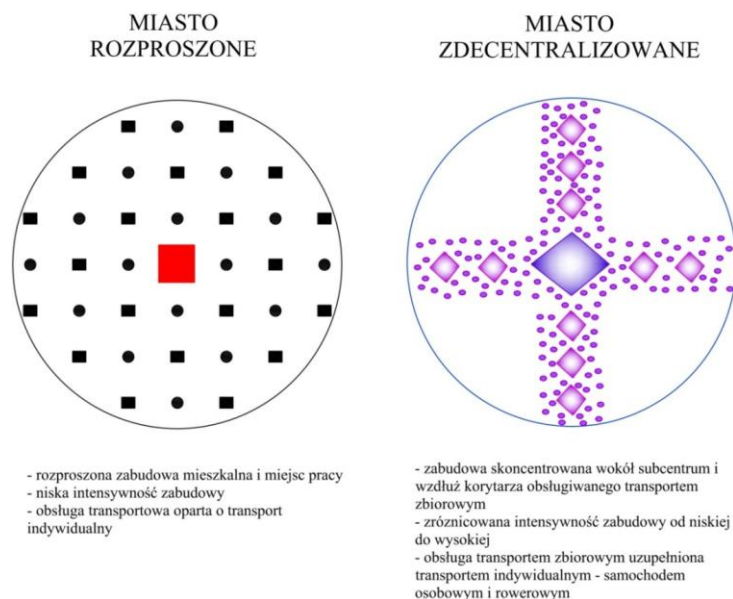 MIASTO
ROZPROSZONE
- rozproszona zabudowa mieszkalna i miejsc pracy
- niska intensywność zabudowy
- obsługa transportowa oparta o transport
indywidualny
MIASTO
ZDECENTRALIZOWANE
- zabudowa skoncentrowana wokół subcentrum i
wzdłuż korytarza obsługiwanego transportem
zbiorowym
- zróznicowana intensywność zabudowy od niskiej
do wysokiej
- obsługa transportem zbiorowym uzupełniona
transportem indywidualnym - samochodem
osobowym i rowerowym